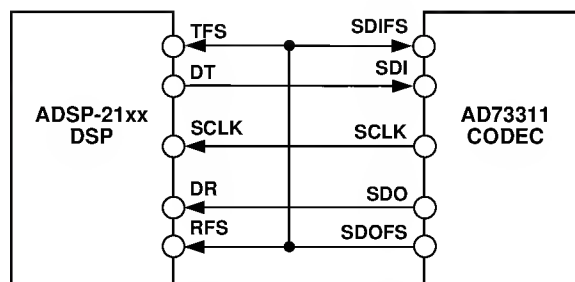 TFS SDIFS
DT SDI
ADSP-21xx
DSP
AD73311
CODEC
SCLK SCLK
DR SDO
RFS SDOFS